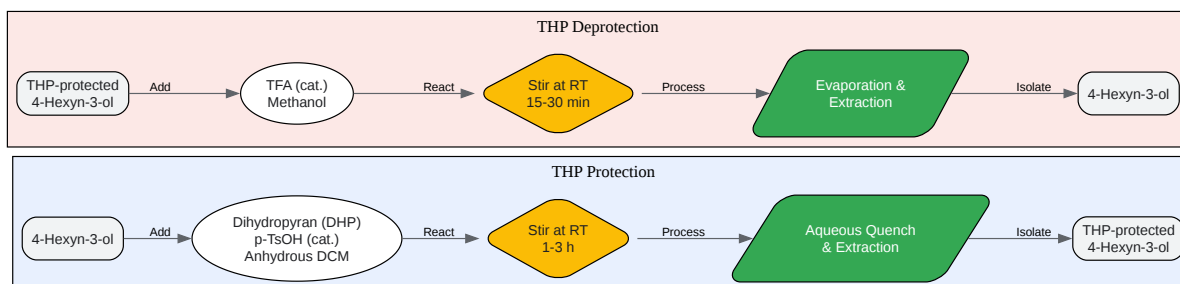 THP Deprotection
THP-protected
4-Hexyn-3-ol
Add
TFA (cat.)
Methanol
React
Stir at RT
15-30 min
Process
Evaporation &
Extraction
Isolate
4-Hexyn-3-ol
THP Protection
4-Hexyn-3-ol
Add
Dihydropyran (DHP)
p-TsOH (cat.)
Anhydrous DCM
React
Stir at RT
1-3 h
Process
Aqueous Quench
& Extraction
Isolate
THP-protected
4-Hexyn-3-ol